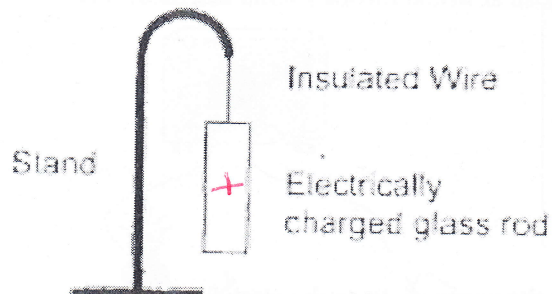 Insulated Wire
Stand
+
Electrically
charged glass rod